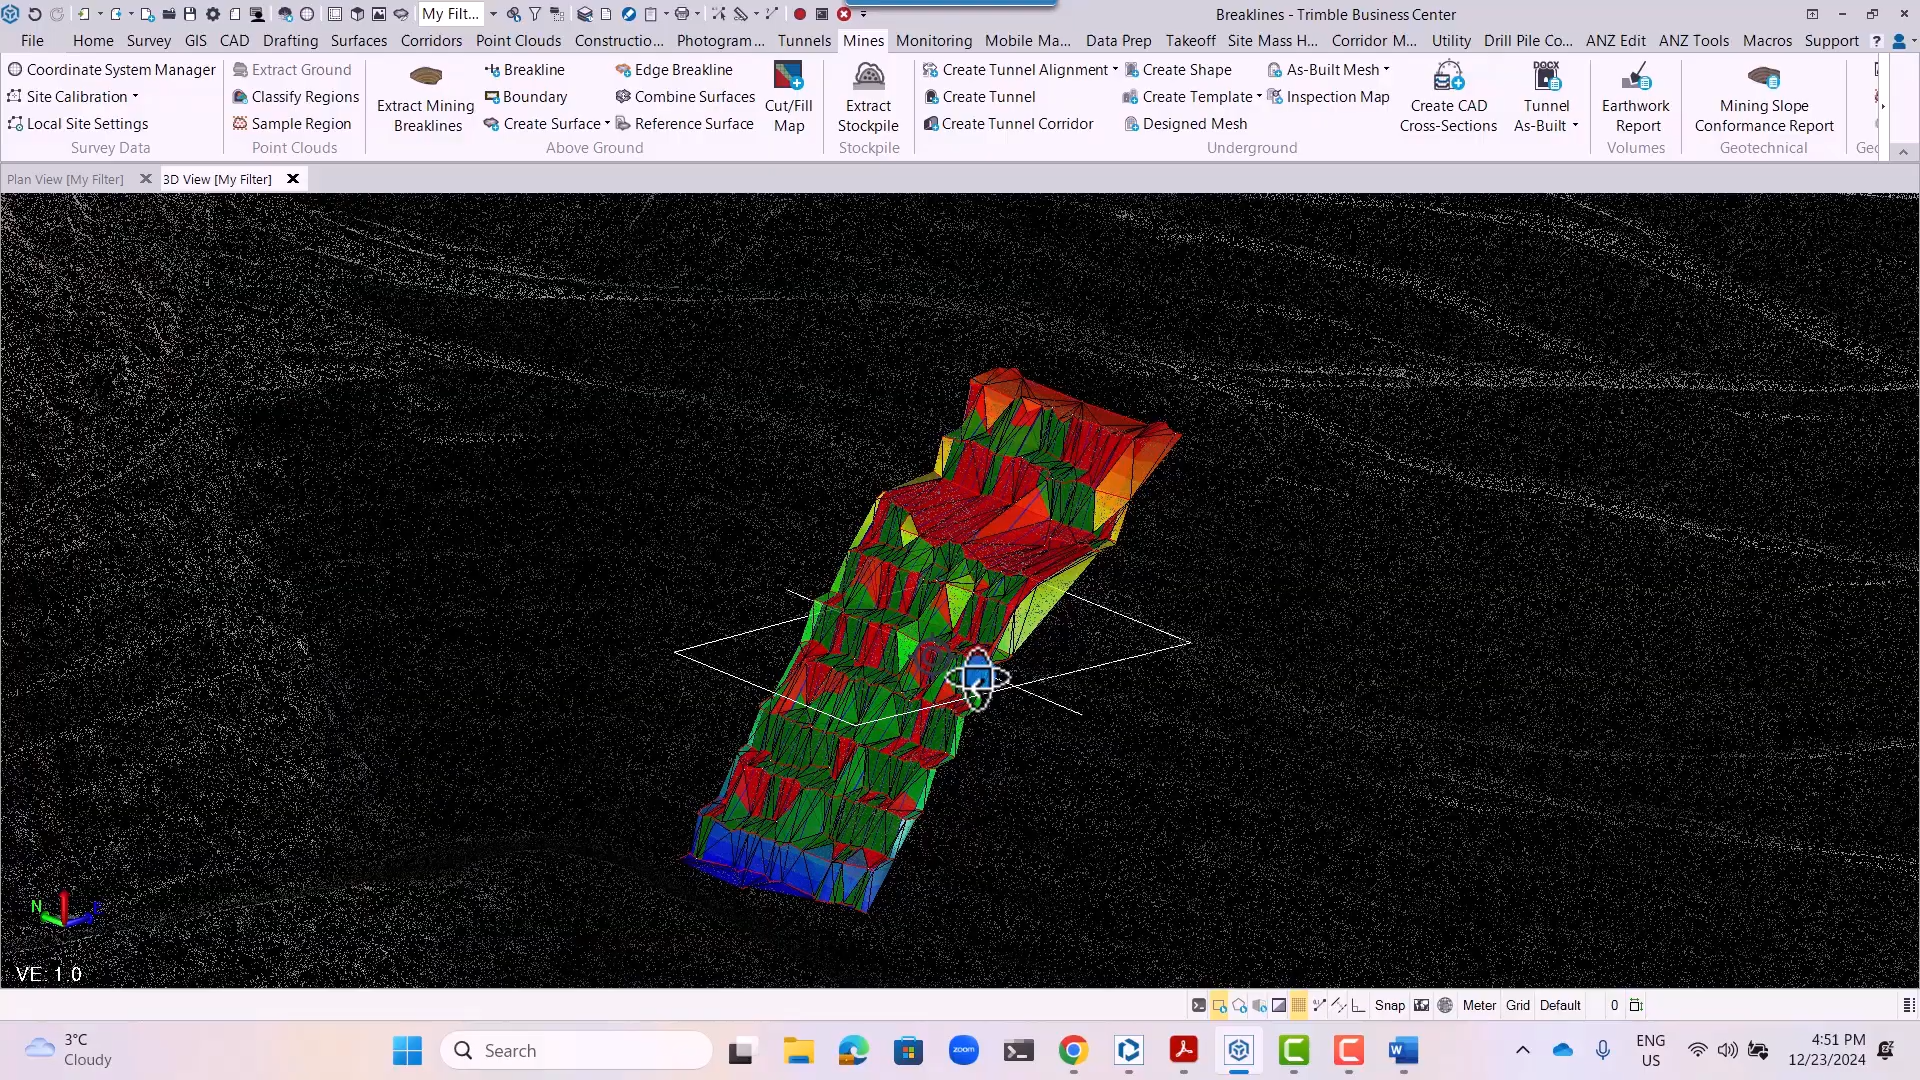 My Filt...
Breaklines - Trimble Business Center
File Home Survey GIS CAD Drafting Surfaces Corridors Point Clouds Constructio... Photogram... Tunnels Mines Monitoring Mobile Ma... Data Prep Takeoff Site Mass H... Corridor M... Utility Drill Pile Co... ANZ Edit ANZ Tools Macros Support ?
Coordinate System Manager
Site Calibration
Local Site Settings
Survey Data
Extract Ground
Classify Regions
Sample Region
Point Clouds
Extract Mining
Breaklines
Breakline
Boundary
Create Surface
Edge Breakline
Combine Surfaces
Reference Surface
Cut/Fill
Map
Above Ground
Extract
Stockpile
Stockpile
Create Tunnel Alignment
Create Tunnel
Create Tunnel Corridor
Create Shape
Create Template
Designed Mesh
As-Built Mesh
Inspection Map
Create CAD
Cross-Sections
DOCX
Tunnel
As-Built
Underground
Earthwork
Report
Volumes
Mining Slope
Conformance Report
Geotechnical
Gec
Plan View [My Filter]
3D View [My Filter]
N
VE: 1.0
Snap Meter Grid Default 0
3°C
Cloudy
Search
zoom
ENG
US
4:51 PM
12/23/2024